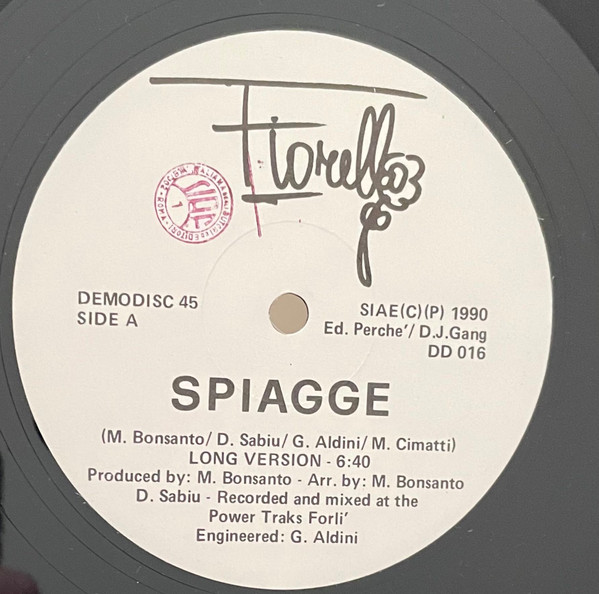 Fiorello
DEMODISC 45
SIDE A
SIAE(C)(P) 1990
Ed. Perche'/ D.J.Gang
DD 016
SPIAGGE
(M. Bonsanto/ D. Sabiu/ G. Aldini/ M. Cimatti)
LONG VERSION - 6:40
Produced by: M. Bonsanto - Arr. by: M. Bonsanto
D. Sabiu - Recorded and mixed at the
Power Traks Forli'
Engineered: G. Aldini